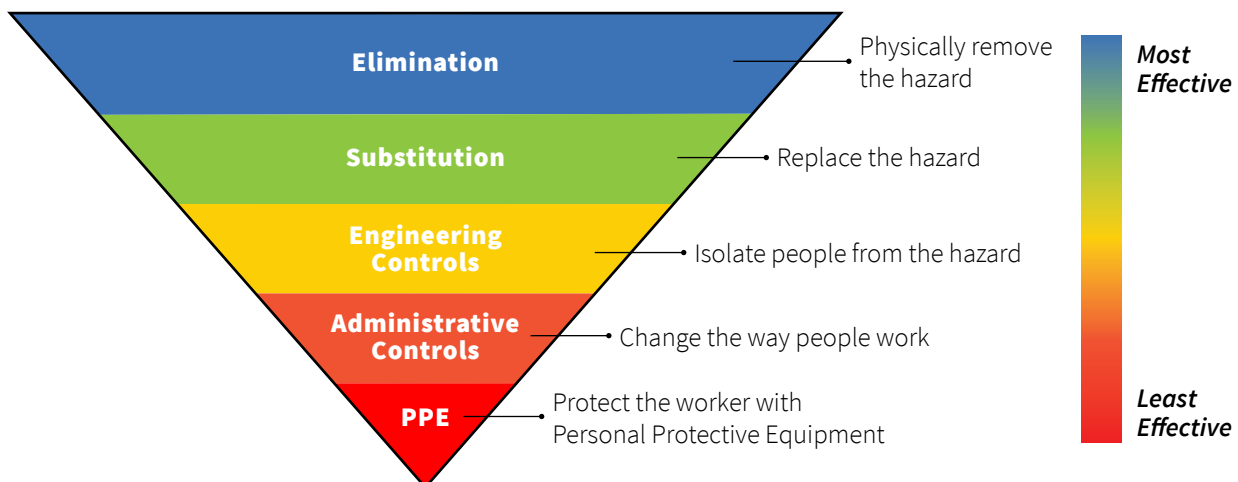 Elimination
Physically remove
the hazard
Substitution
Replace the hazard
Engineering
Controls
Isolate people from the hazard
Administrative
Controls
Change the way people work
PPE
Protect the worker with
Personal Protective Equipment
Most
Effective
Least
Effective